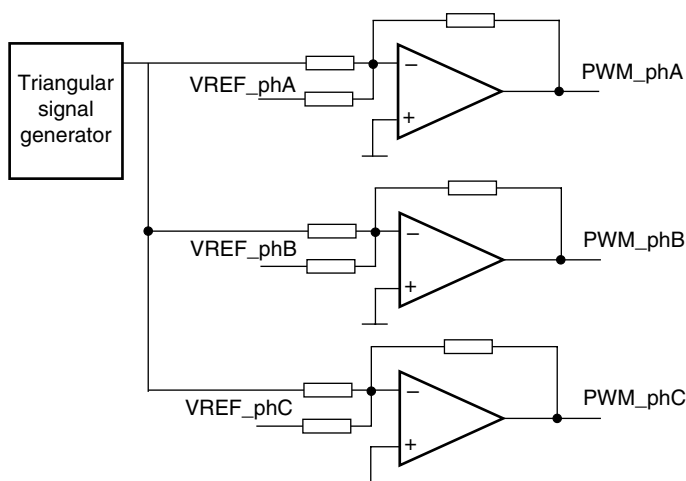 Triangular
signal
generator
VREF_phA
−
+
PWM_phA
VREF_phB
−
+
PWM_phB
VREF_phC
−
+
PWM_phC